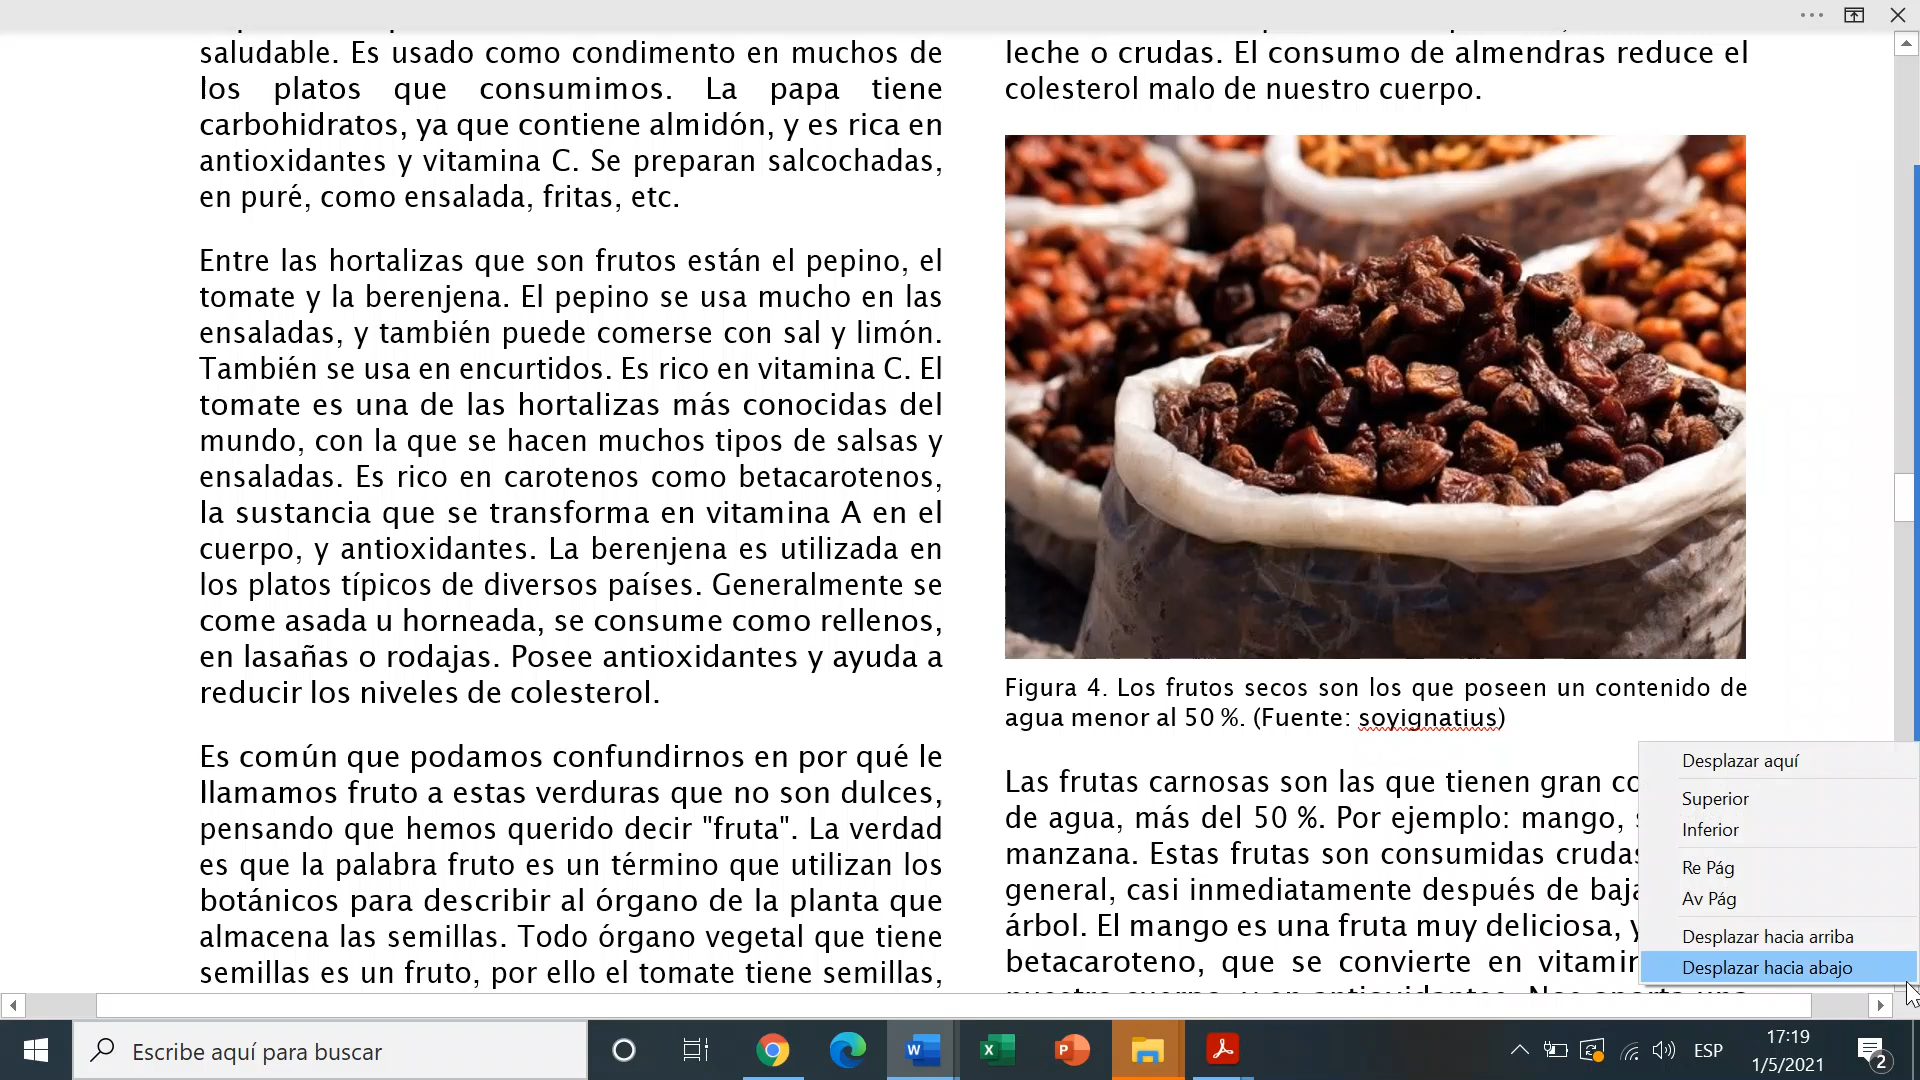 saludable. Es usado como condimento en muchos de
los platos que consumimos. La papa tiene
carbohidratos, ya que contiene almidón, y es rica en
antioxidantes y vitamina C. Se preparan salcochadas,
en puré, como ensalada, fritas, etc.
Entre las hortalizas que son frutos están el pepino, el
tomate y la berenjena. El pepino se usa mucho en las
ensaladas, y también puede comerse con sal y limón.
También se usa en encurtidos. Es rico en vitamina C. El
tomate es una de las hortalizas más conocidas del
mundo, con la que se hacen muchos tipos de salsas y
ensaladas. Es rico en carotenos como betacarotenos,
la sustancia que se transforma en vitamina A en el
cuerpo, y antioxidantes. La berenjena es utilizada en
los platos típicos de diversos países. Generalmente se
come asada u horneada, se consume como rellenos,
en lasañas o rodajas. Posee antioxidantes y ayuda a
reducir los niveles de colesterol.
Es común que podamos confundirnos en por qué le
llamamos fruto a estas verduras que no son dulces,
pensando que hemos querido decir "fruta". La verdad
es que la palabra fruto es un término que utilizan los
botánicos para describir al órgano de la planta que
almacena las semillas. Todo órgano vegetal que tiene
semillas es un fruto, por ello el tomate tiene semillas,
leche o crudas. El consumo de almendras reduce el
colesterol malo de nuestro cuerpo.
Figura 4. Los frutos secos son los que poseen un contenido de
agua menor al 50 %. (Fuente: soyignatius)
Las frutas carnosas son las que tienen gran co
de agua, más del 50 %. Por ejemplo: mango,
manzana. Estas frutas son consumidas crudas
general, casi inmediatamente después de baja
árbol. El mango es una fruta muy deliciosa, y
betacaroteno, que se convierte en vitamin
Desplazar aquí
Superior
Inferior
Re Pág
Av Pág
Desplazar hacia arriba
Desplazar hacia abajo
Escribe aquí para buscar
ESP
17:19
1/5/2021
2